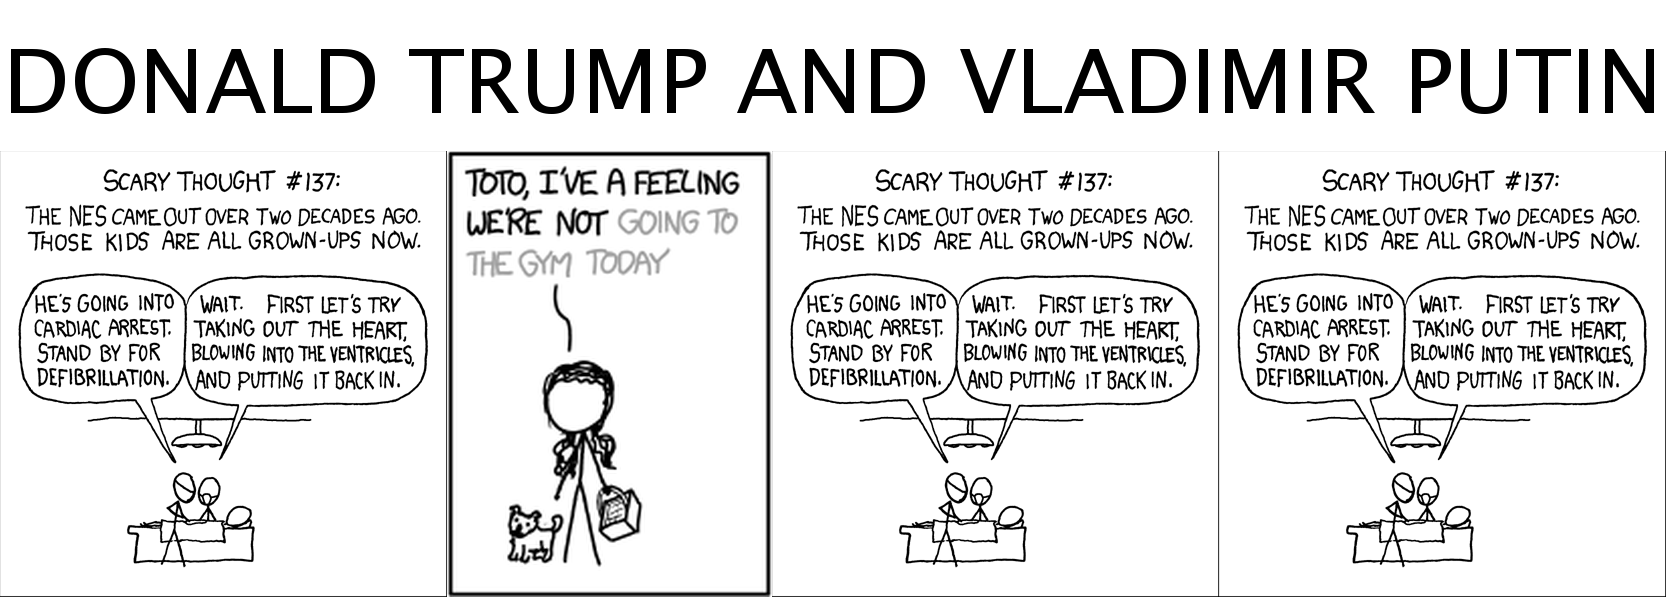 DONALD TRUMP AND VLADIMIR PUTIN
SCARY THOUGHT #137:
THE NES CAME OUT OVER TWO DECADES AGO.
THOSE KIDS ARE ALL GROWN-UPS NOW.
HE'S GOING INTO
CARDIAC ARREST.
STAND BY FOR
DEFIBRILLATION.
WAIT. FIRST LET'S TRY
TAKING OUT THE HEART,
BLOWING INTO THE VENTRICLES,
AND PUTTING IT BACK IN.
TOTO, I'VE A FEELING
WE'RE NOT GOING TO
THE GYM TODAY
SCARY THOUGHT #137:
THE NES CAME OUT OVER TWO DECADES AGO.
THOSE KIDS ARE ALL GROWN-UPS NOW.
HE'S GOING INTO
CARDIAC ARREST.
STAND BY FOR
DEFIBRILLATION.
WAIT. FIRST LET'S TRY
TAKING OUT THE HEART,
BLOWING INTO THE VENTRICLES,
AND PUTTING IT BACK IN.
SCARY THOUGHT #137:
THE NES CAME OUT OVER TWO DECADES AGO.
THOSE KIDS ARE ALL GROWN-UPS NOW.
HE'S GOING INTO
CARDIAC ARREST.
STAND BY FOR
DEFIBRILLATION.
WAIT. FIRST LET'S TRY
TAKING OUT THE HEART,
BLOWING INTO THE VENTRICLES,
AND PUTTING IT BACK IN.